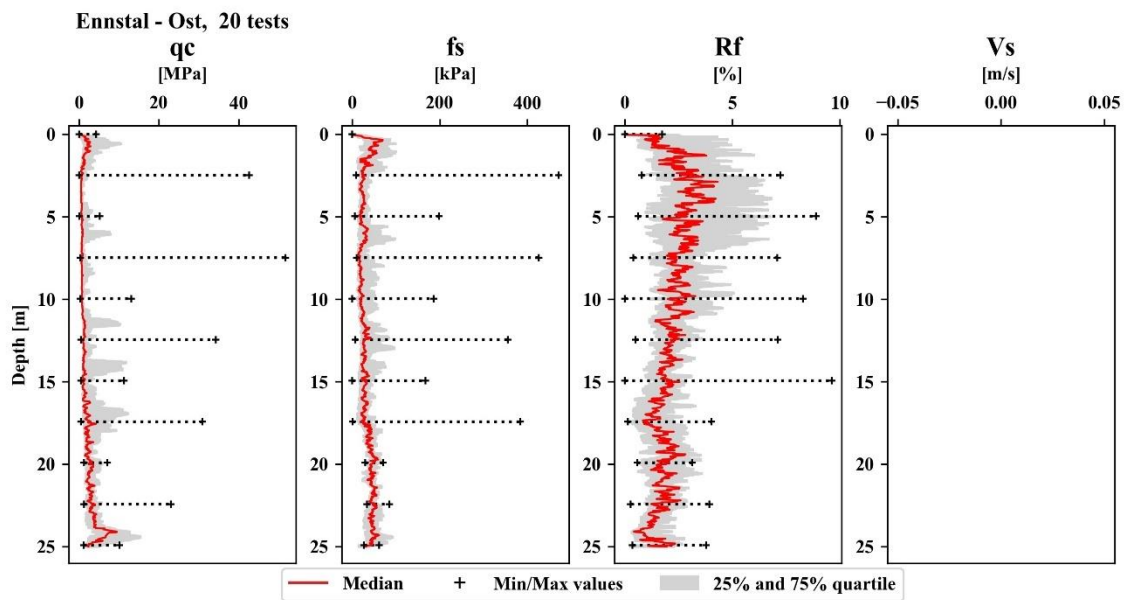 Ennstal - Ost, 20 tests
qc fs Rf Vs
[MPa] [kPa] [%] [m/s]
0 20 40 0 200 400 0 5 10 −0.05 0.00 0.05
0 0 0 0
5 5 5 5
10 10 10 10
Depth [m]
15 15 15 15
20 20 20 20
25 25 25 25
Median Min/Max values 25% and 75% quartile